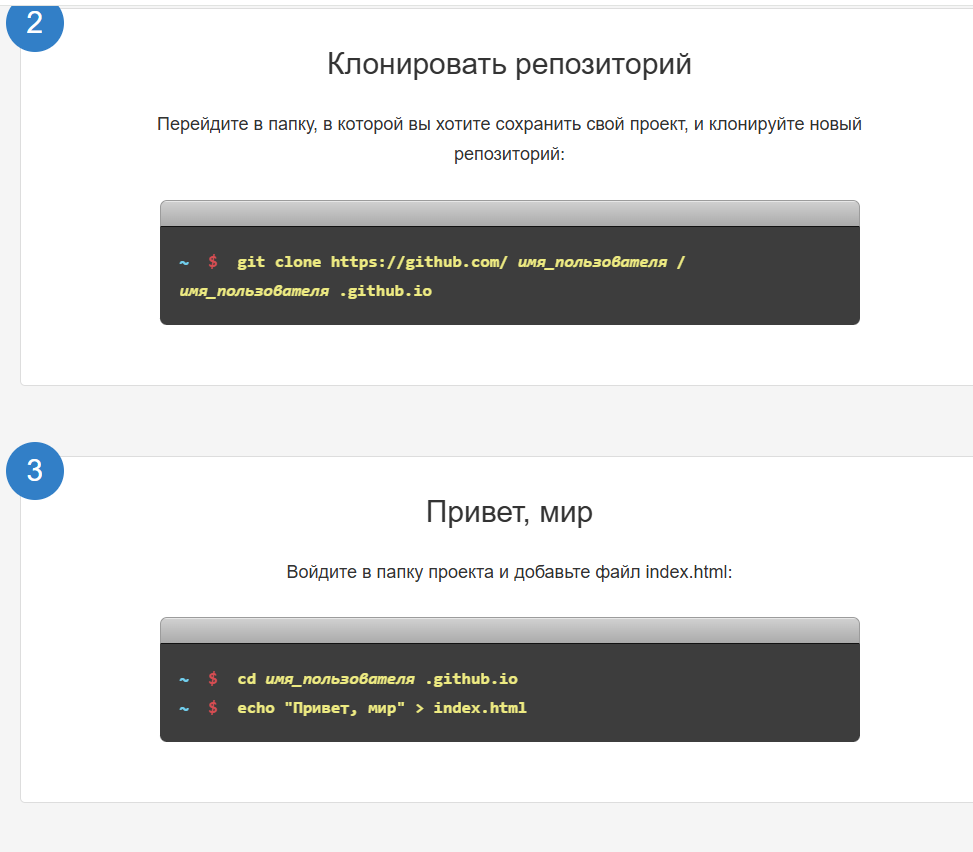 2
Клонировать репозиторий
Перейдите в папку, в которой вы хотите сохранить свой проект, и клонируйте новый
репозиторий:
~ $ git clone https://github.com/ имя_пользователя /
имя_пользователя .github.io
3
Привет, мир
Войдите в папку проекта и добавьте файл index.html:
~ $ cd имя_пользователя .github.io
~ $ echo "Привет, мир" > index.html